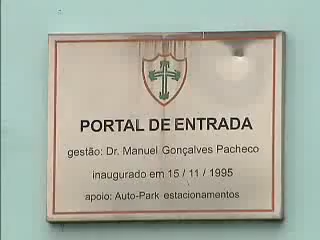 PORTAL DE ENTRADA
gestão: Dr. Manuel Gonçalves Pacheco
inaugurado em 15 / 11 / 1995
apoio: Auto-Park estacionamentos